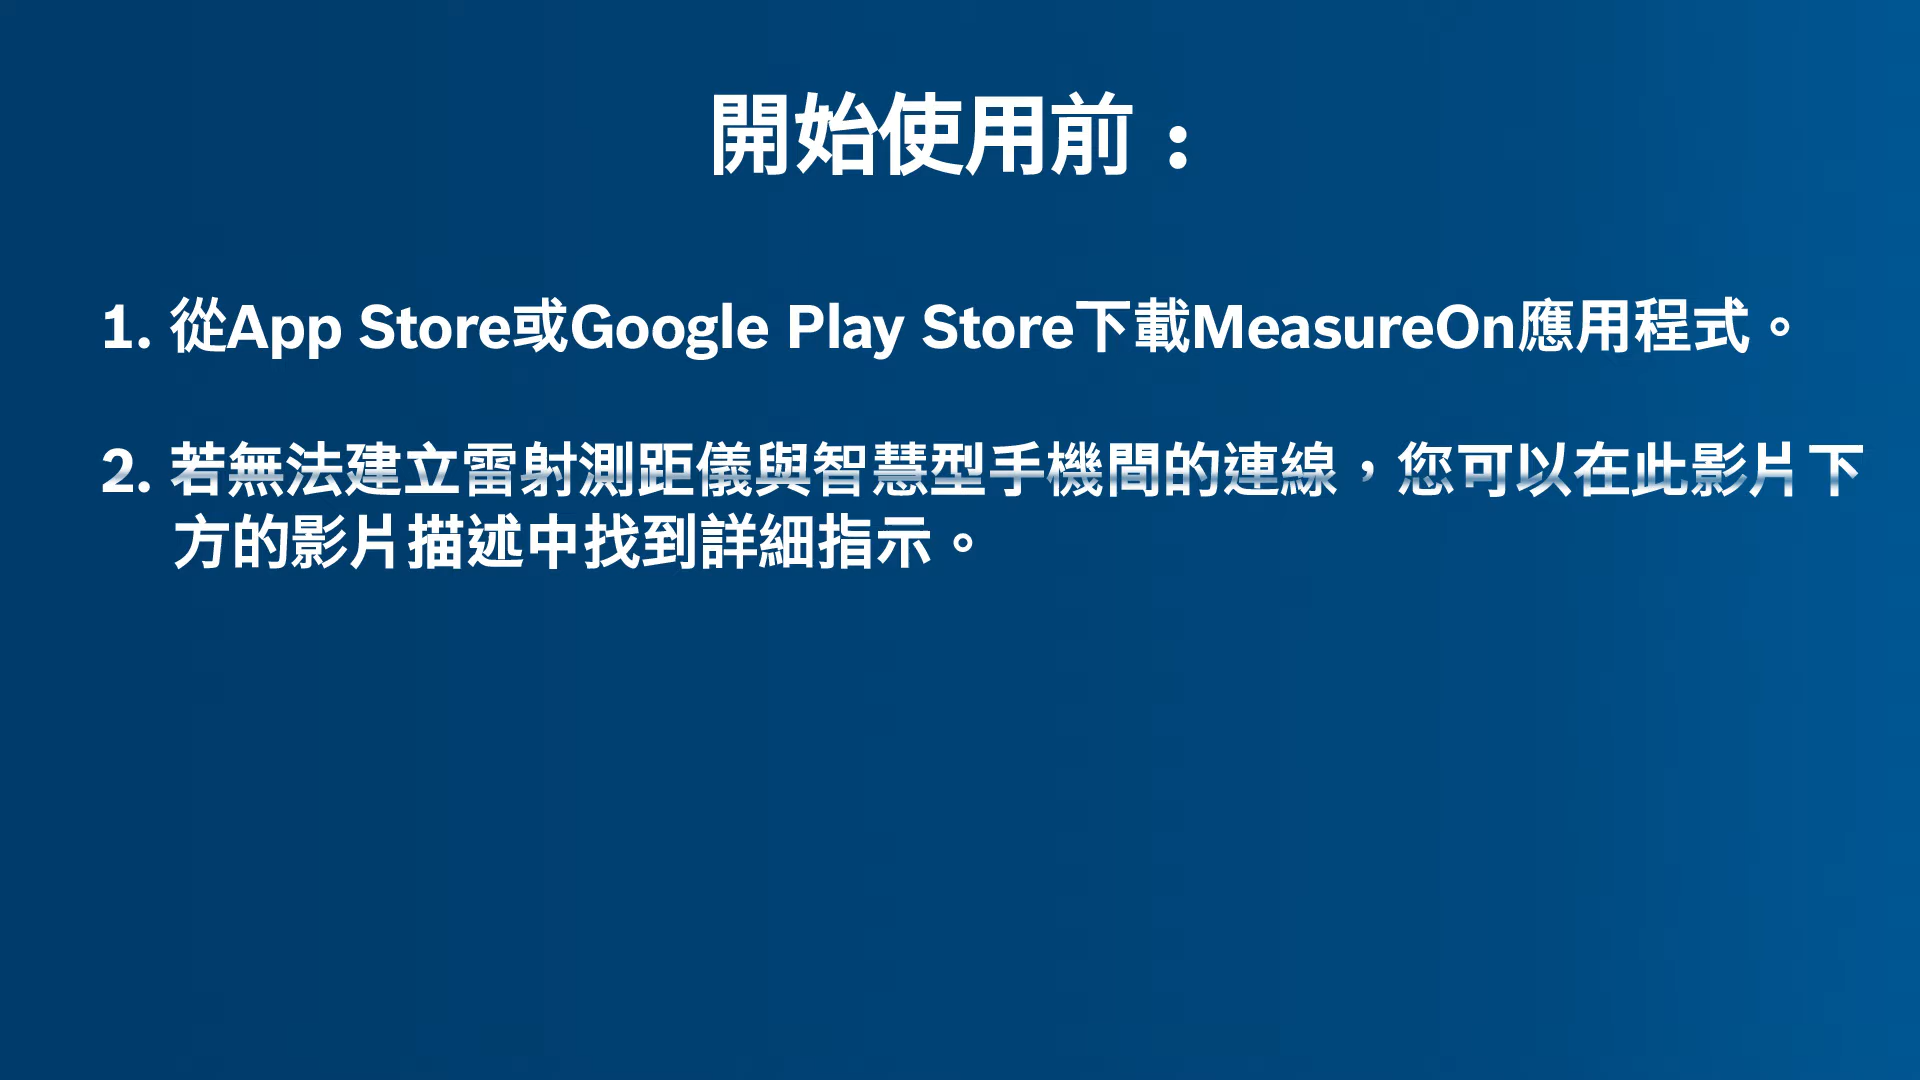 開始使用前：
1. 從App Store或Google Play Store下載MeasureOn應用程式。
2. 若無法建立雷射測距儀與智慧型手機間的連線，您可以在此影片下
方的影片描述中找到詳細指示。